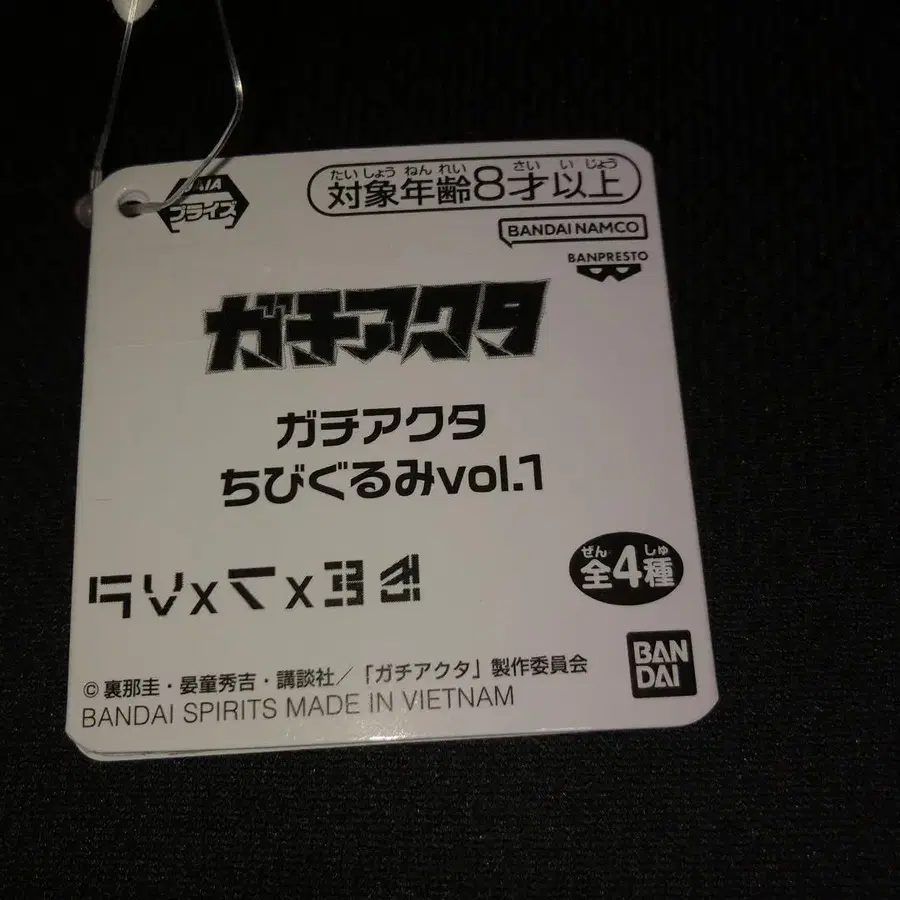 プライズ
たいしょうねんれい さい いじょう
対象年齢8才以上
BANDAI NAMCO
BANPRESTO
ガチアクタ
ガチアクタ
ちびぐるみvol.1
ぜん しゅ
全4種
BAN
DAI
©裏那圭・晏童秀吉・講談社／「ガチアクタ」製作委員会
BANDAI SPIRITS MADE IN VIETNAM